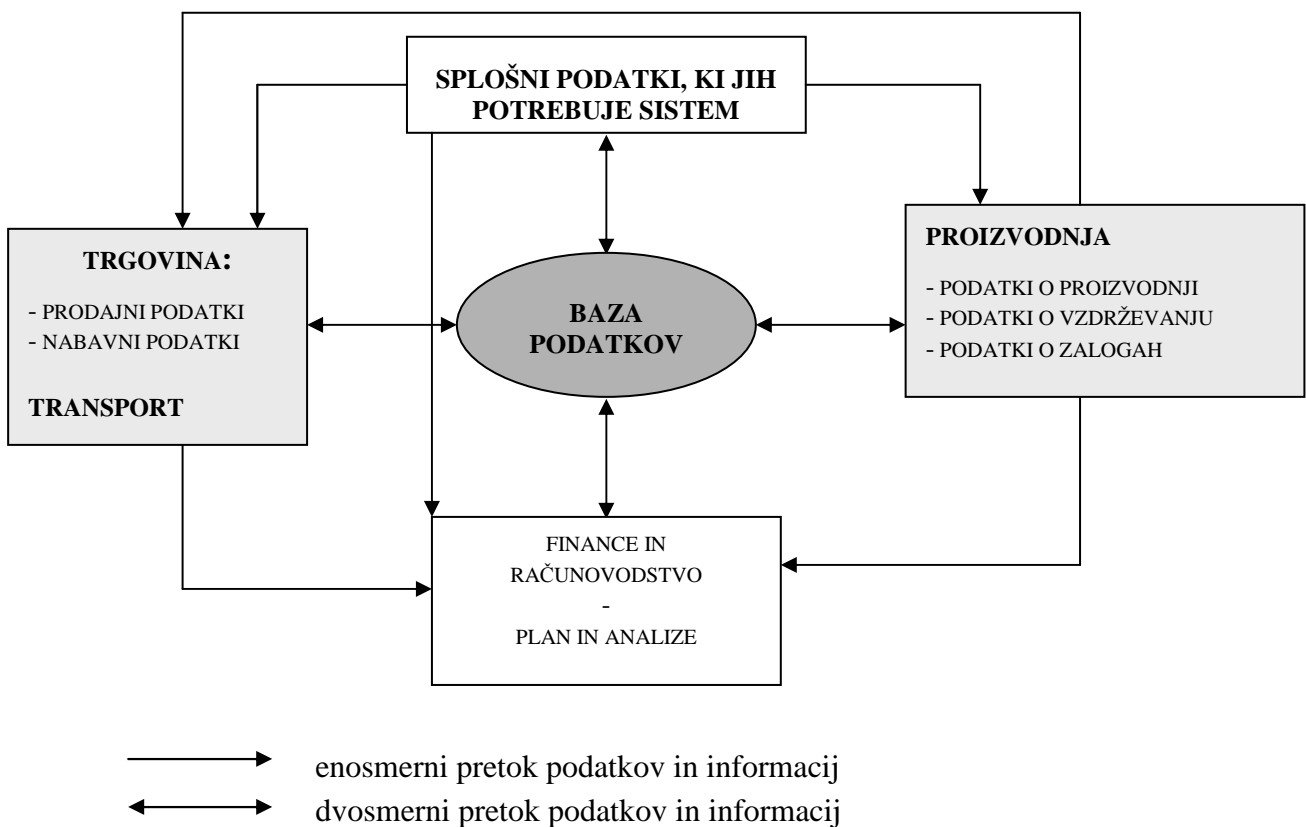 SPLOŠNI PODATKI, KI JIH
POTREBUJE SISTEM
TRGOVINA:
- PRODAJNI PODATKI
- NABAVNI PODATKI
TRANSPORT
BAZA
PODATKOV
PROIZVODNJA
- PODATKI O PROIZVODNJI
- PODATKI O VZDRŽEVANJU
- PODATKI O ZALOGAH
FINANCE IN
RAČUNOVODSTVO
-
PLAN IN ANALIZE
enosmerni pretok podatkov in informacij
dvosmerni pretok podatkov in informacij